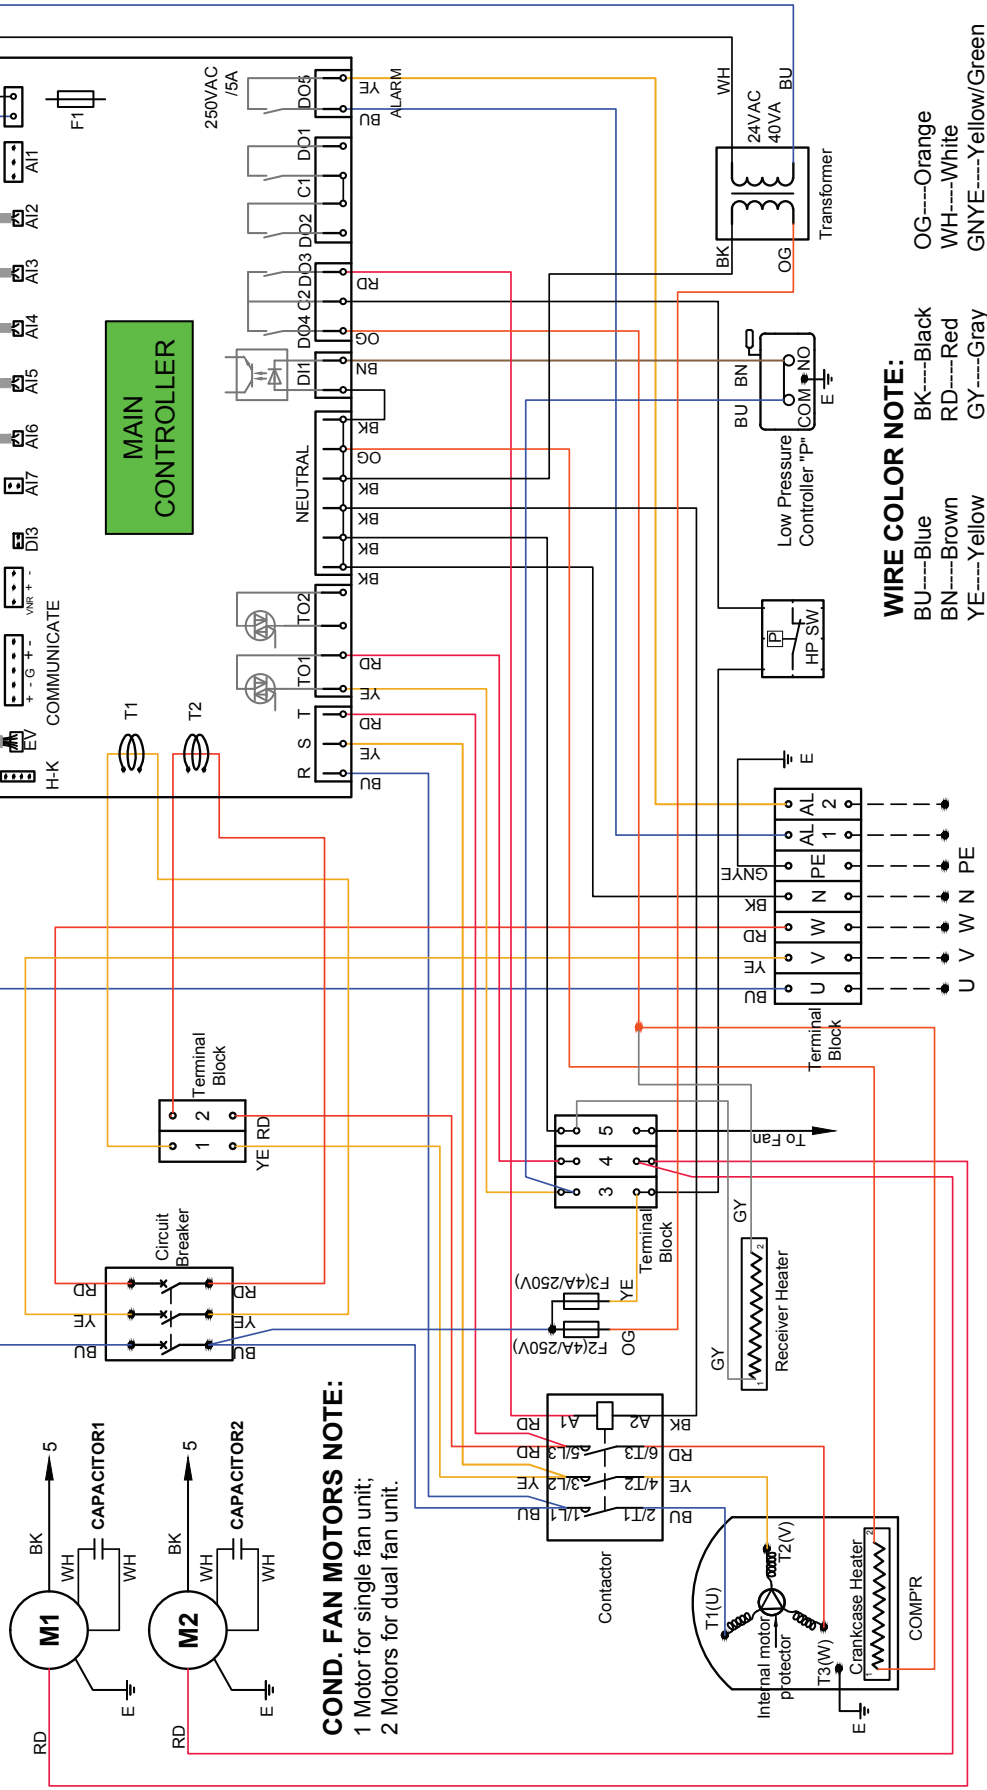 F1
AI1
AI2
AI3
AI4
AI5
AI6
AI7
DI3
VNR + -
+ - G + -
COMMUNICATE
EV
H-K
MAIN
CONTROLLER
250VAC
/5A
DO5
YE
BU
ALARM
DO1
C1
DO2
DO3
C2
DO4
RD
OG
DI1
BN
NEUTRAL
BK
OG
BK
BK
BK
BK
TO2
TO1
RD
YE
T
S
R
RD
YE
BU
T1
T2
WH
BU
24VAC
40VA
BK
OG
Transformer
BU
BN
COM
NO
E
Low Pressure
Controller "P"
P
HP SW
WIRE COLOR NOTE:
BU----Blue
BK----Black
OG----Orange
BN----Brown
RD----Red
WH----White
YE----Yellow
GY----Gray
GNYE----Yellow/Green
E
GNYE
BK
RD
YE
BU
AL 2
AL 1
PE
N
W
V
U
Terminal
Block
U V W N PE
Terminal
Block
1 2
YE RD
Circuit
Breaker
RD
YE
BU
RD
YE
BU
5
4
3
To Fan
Terminal
Block
F3(4A/250V)
F2(4A/250V)
YE
OG
GY
GY
1
2
Receiver Heater
RD
RD
YE
BU
A1
5/L3
3/L2
1/L1
A2
6/T3
4/T2
2/T1
BK
RD
YE
BU
Contactor
M1
BK
5
WH
WH
CAPACITOR1
E
RD
M2
BK
5
WH
WH
CAPACITOR2
E
RD
COND. FAN MOTORS NOTE:
1 Motor for single fan unit;
2 Motors for dual fan unit.
T1(U)
T2(V)
T3(W)
Internal motor
protector
E
Crankcase Heater
1
2
COMP'R